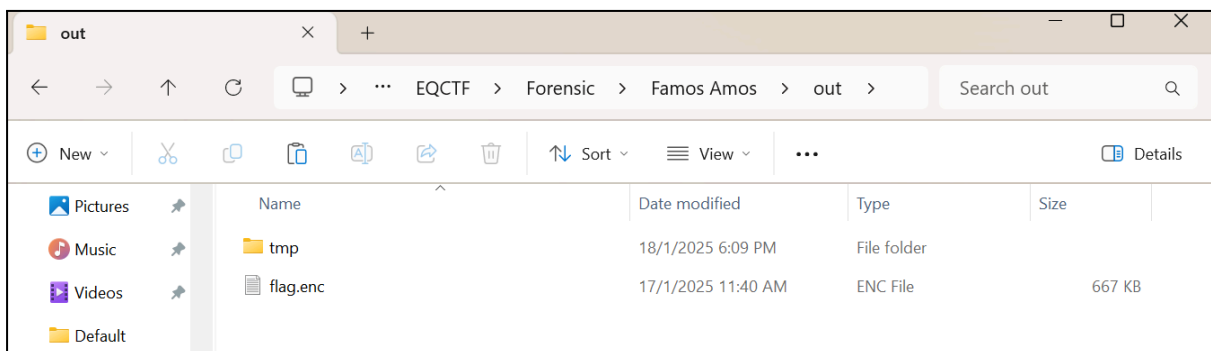 out
EQCTF > Forensic > Famos Amos > out >
Search out
New
Sort
View
Details
Pictures
Music
Videos
Default
Name Date modified Type Size
tmp 18/1/2025 6:09 PM File folder
flag.enc 17/1/2025 11:40 AM ENC File 667 KB